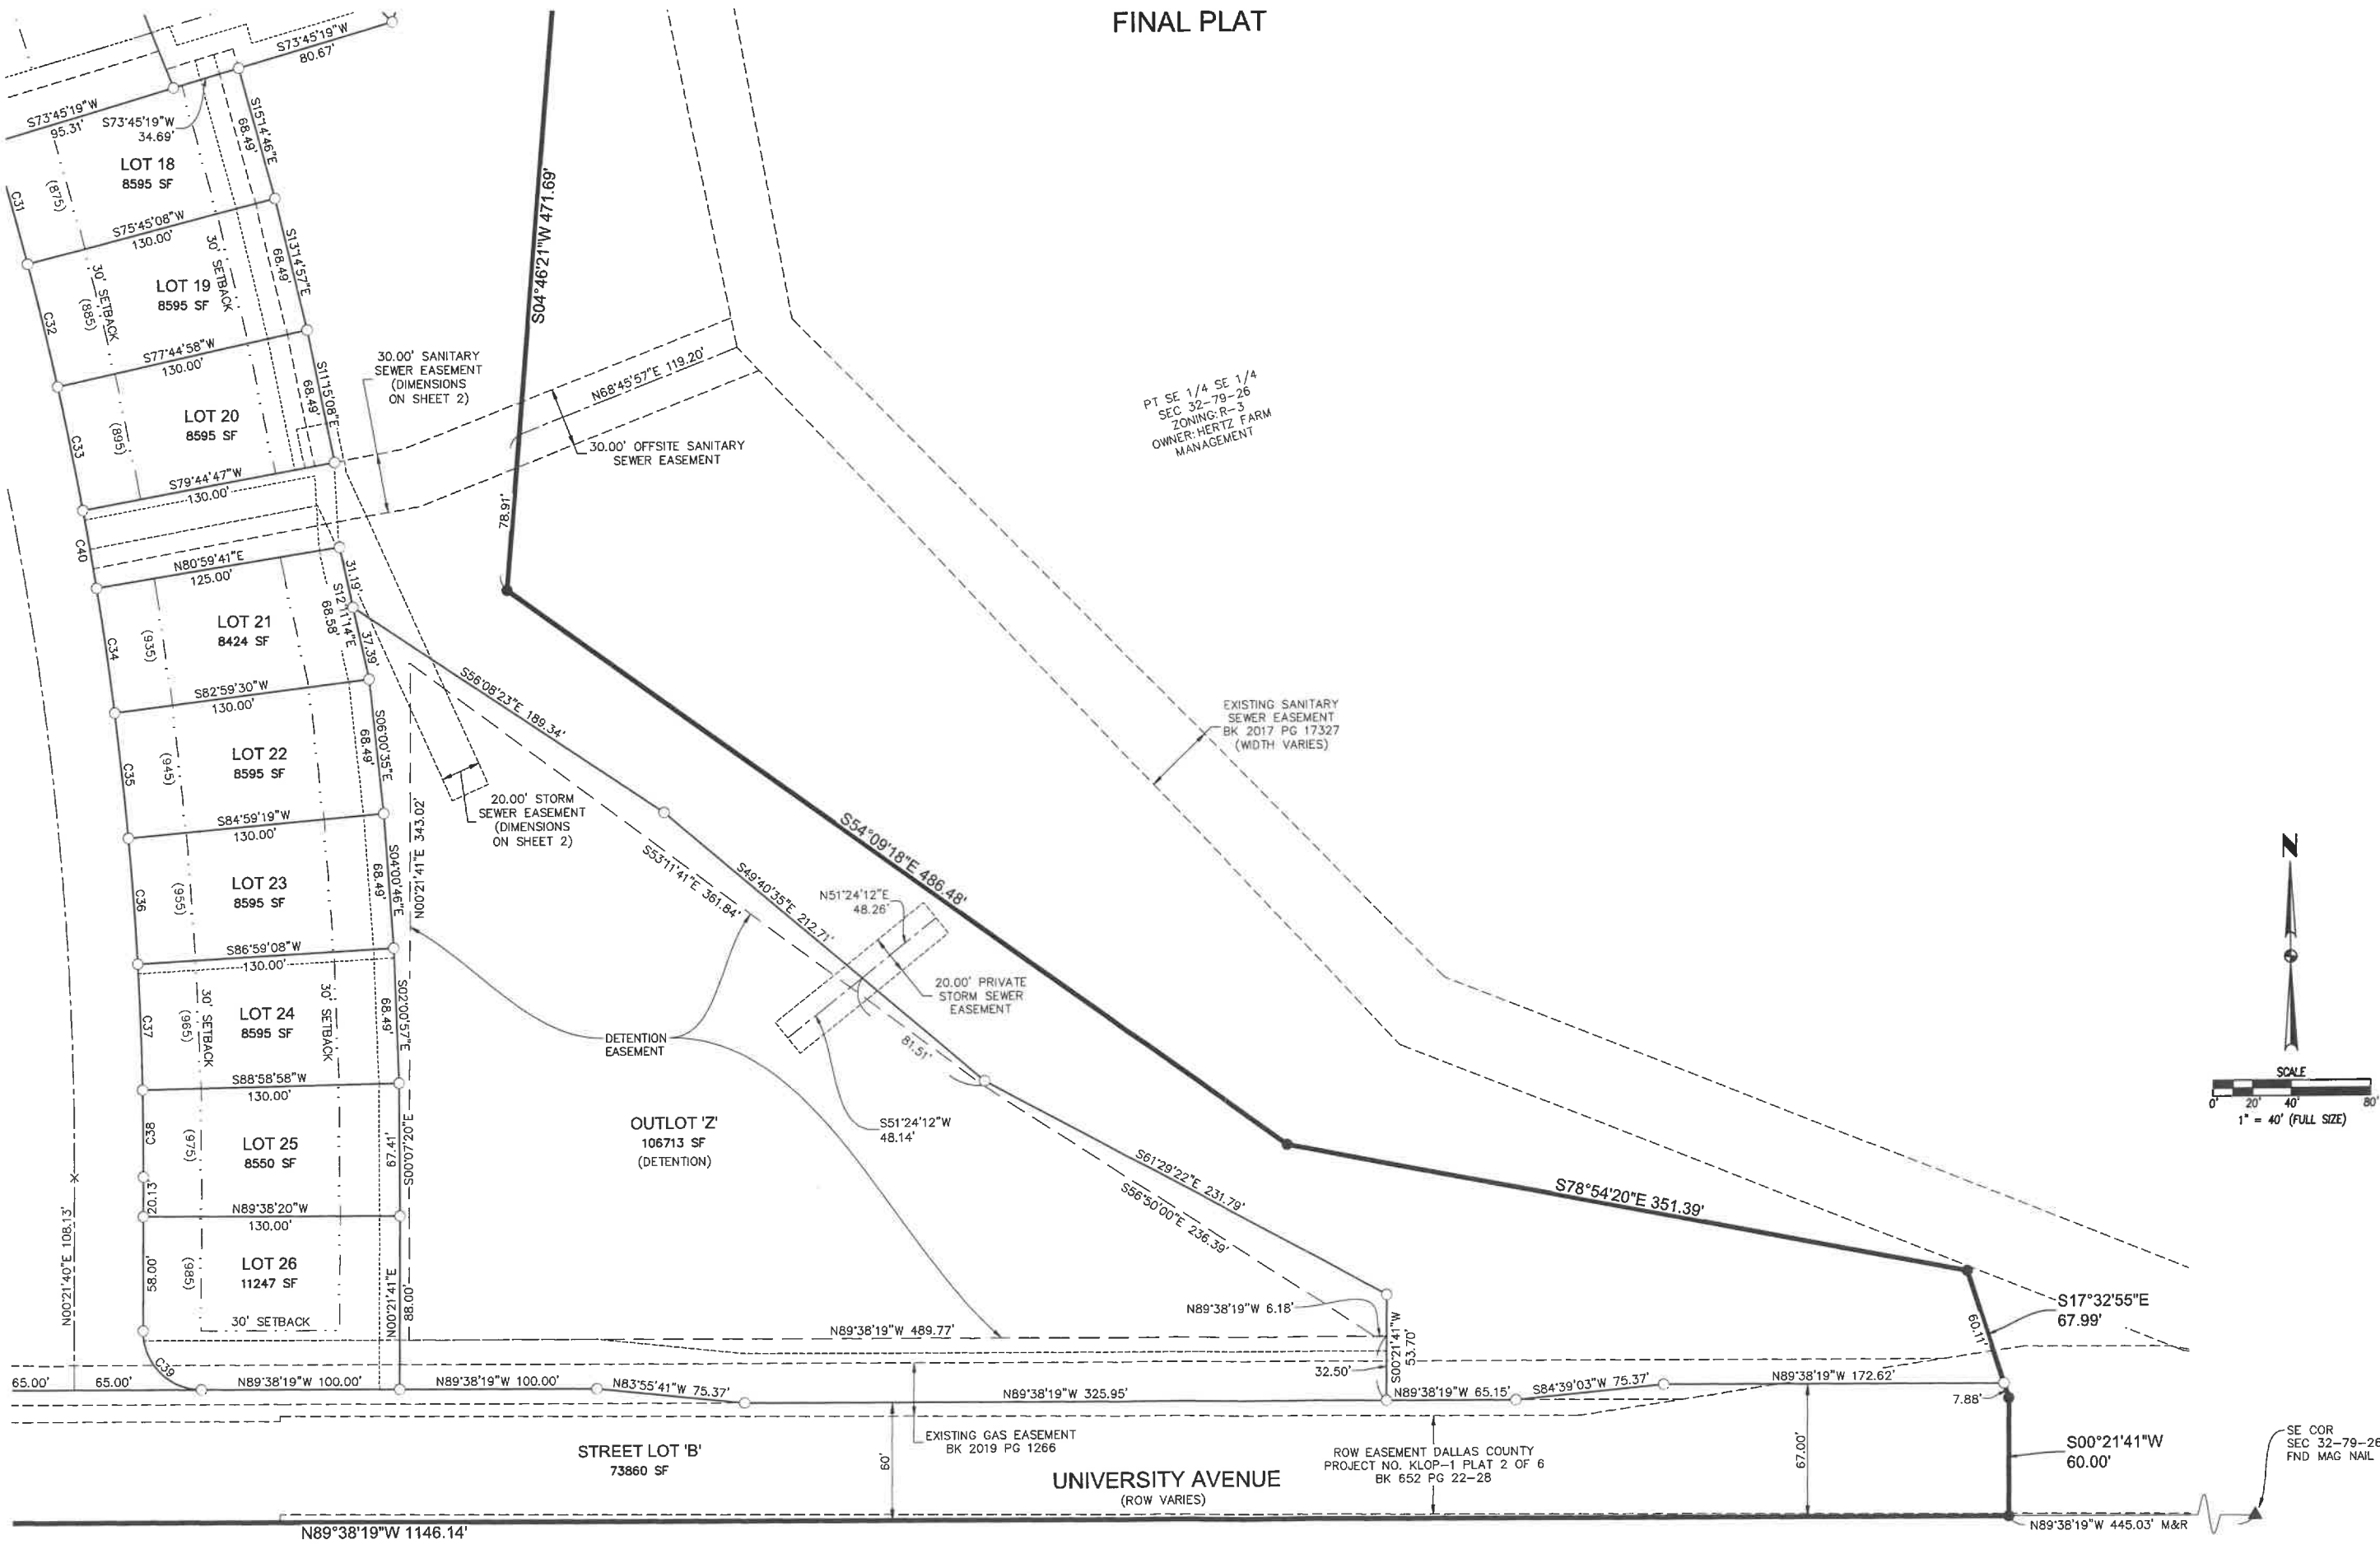 FINAL PLAT
S73°45'19"W
80.67'
S73°45'19"W
95.31'
S73°45'19"W
34.69'
S15°14'46"E
68.49'
LOT 18
8595 SF
(875)
C31
S75°45'08"W
130.00'
30' SETBACK
S13°14'57"E
68.49'
LOT 19
8595 SF
30' SETBACK
(885)
C32
S77°44'58"W
130.00'
S11°15'08"E
68.49'
LOT 20
8595 SF
(895)
C33
S79°44'47"W
130.00'
C40
N80°59'41"E
125.00'
31.19'
S12°11'14"E
68.58'
37.39'
LOT 21
8424 SF
(935)
C34
S82°59'30"W
130.00'
S06°00'35"E
68.49'
LOT 22
8595 SF
(945)
C35
S84°59'19"W
130.00'
S04°00'46"E
68.49'
N00°21'41"E 343.02'
LOT 23
8595 SF
(955)
C36
S86°59'08"W
130.00'
S02°00'57"E
68.49'
LOT 24
8595 SF
30' SETBACK
(965)
30' SETBACK
C37
S88°58'58"W
130.00'
S00°07'20"E
67.41'
LOT 25
8550 SF
(975)
C38
20.13'
N89°38'20"W
130.00'
LOT 26
11247 SF
(985)
58.00'
30' SETBACK
N00°21'41"E
88.00'
C39
N00°21'40"E 108.13'
65.00'
65.00'
N89°38'19"W 100.00'
N89°38'19"W 100.00'
N83°55'41"W 75.37'
N89°38'19"W 325.95'
N89°38'19"W 65.15'
S84°39'03"W 75.37'
N89°38'19"W 172.62'
S04°46'21"W 471.69'
78.91'
30.00' SANITARY
SEWER EASEMENT
(DIMENSIONS
ON SHEET 2)
N68°45'57"E 119.20'
30.00' OFFSITE SANITARY
SEWER EASEMENT
PT SE 1/4 SE 1/4
SEC 32-79-26
ZONING: R-3
OWNER: HERTZ FARM
MANAGEMENT
EXISTING SANITARY
SEWER EASEMENT
BK 2017 PG 17327
(WIDTH VARIES)
S56°08'23"E 189.34'
20.00' STORM
SEWER EASEMENT
(DIMENSIONS
ON SHEET 2)
S53°11'41"E 361.84'
S49°40'35"E 212.71'
S54°09'18"E 486.48'
N51°24'12"E
48.26'
20.00' PRIVATE
STORM SEWER
EASEMENT
81.51'
S51°24'12"W
48.14'
DETENTION
EASEMENT
OUTLOT 'Z'
106713 SF
(DETENTION)
S61°29'22"E 231.79'
S56°50'00"E 236.39'
S78°54'20"E 351.39'
N89°38'19"W 6.18'
N89°38'19"W 489.77'
S00°21'41"W
53.70'
32.50'
S17°32'55"E
67.99'
60.11'
7.88'
N
SCALE
0' 20' 40' 80'
1" = 40' (FULL SIZE)
EXISTING GAS EASEMENT
BK 2019 PG 1266
STREET LOT 'B'
73860 SF
60'
UNIVERSITY AVENUE
(ROW VARIES)
ROW EASEMENT DALLAS COUNTY
PROJECT NO. KLOP-1 PLAT 2 OF 6
BK 652 PG 22-28
67.00'
S00°21'41"W
60.00'
SE COR
SEC 32-79-26
FND MAG NAIL
N89°38'19"W 1146.14'
N89°38'19"W 445.03' M&R